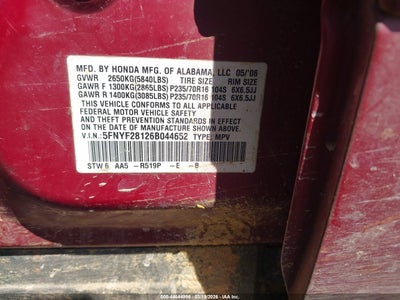 MFD. BY HONDA MFG. OF ALABAMA, LLC 05/'06
GVWR 2650KG(5840LBS) TIRE SIZE RIM SIZE
GAWR F 1300KG(2865LBS) P235/70R16 104S 6X6.5JJ
GAWR R 1400KG(3085LBS) P235/70R16 104S 6X6.5JJ
THIS VEHICLE CONFORMS TO ALL APPLICABLE
FEDERAL MOTOR VEHICLE SAFETY
AND THEFT PREVENTION STANDARDS IN EFFECT
ON THE DATE OF MANUFACTURE SHOWN ABOVE.
V.I.N.: 5FNYF28126B044652 TYPE: MPV
STW 6 AA5 - R519P - E - B